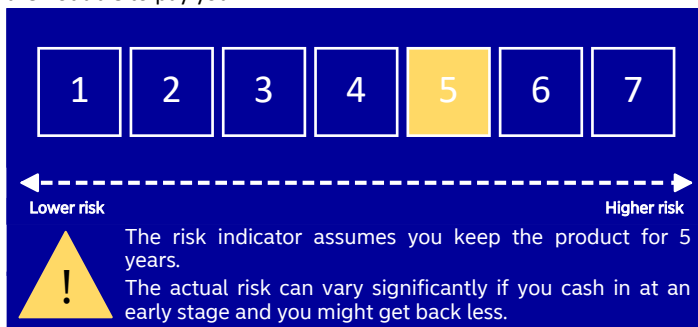 1 2 3 4 5 6 7
Lower risk Higher risk
! The risk indicator assumes you keep the product for 5
years.
The actual risk can vary significantly if you cash in at an
early stage and you might get back less.